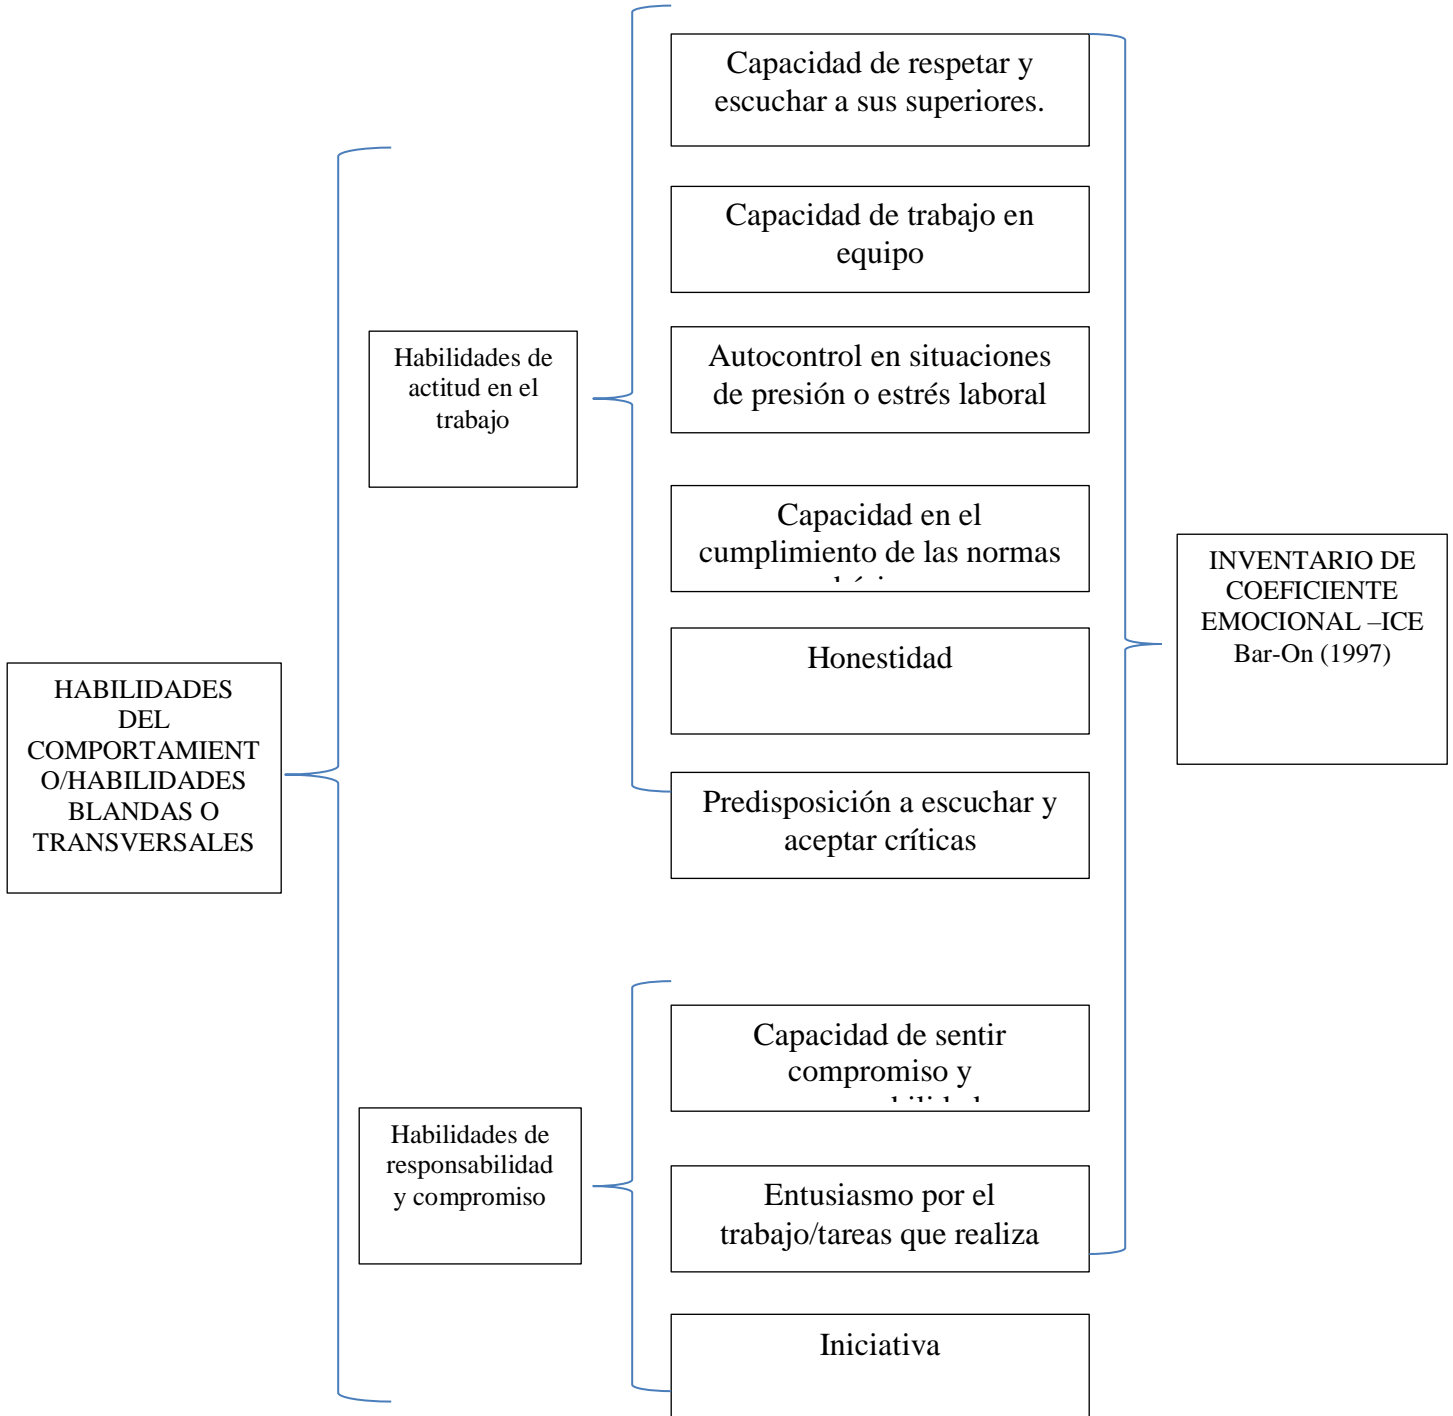 Capacidad de respetar y
escuchar a sus superiores.
Capacidad de trabajo en
equipo
Habilidades de
actitud en el
trabajo
Autocontrol en situaciones
de presión o estrés laboral
Capacidad en el
cumplimiento de las normas
Honestidad
Predisposición a escuchar y
aceptar críticas
HABILIDADES
DEL
COMPORTAMIENT
O/HABILIDADES
BLANDAS O
TRANSVERSALES
INVENTARIO DE
COEFICIENTE
EMOCIONAL –ICE
Bar-On (1997)
Capacidad de sentir
compromiso y
Habilidades de
responsabilidad
y compromiso
Entusiasmo por el
trabajo/tareas que realiza
Iniciativa